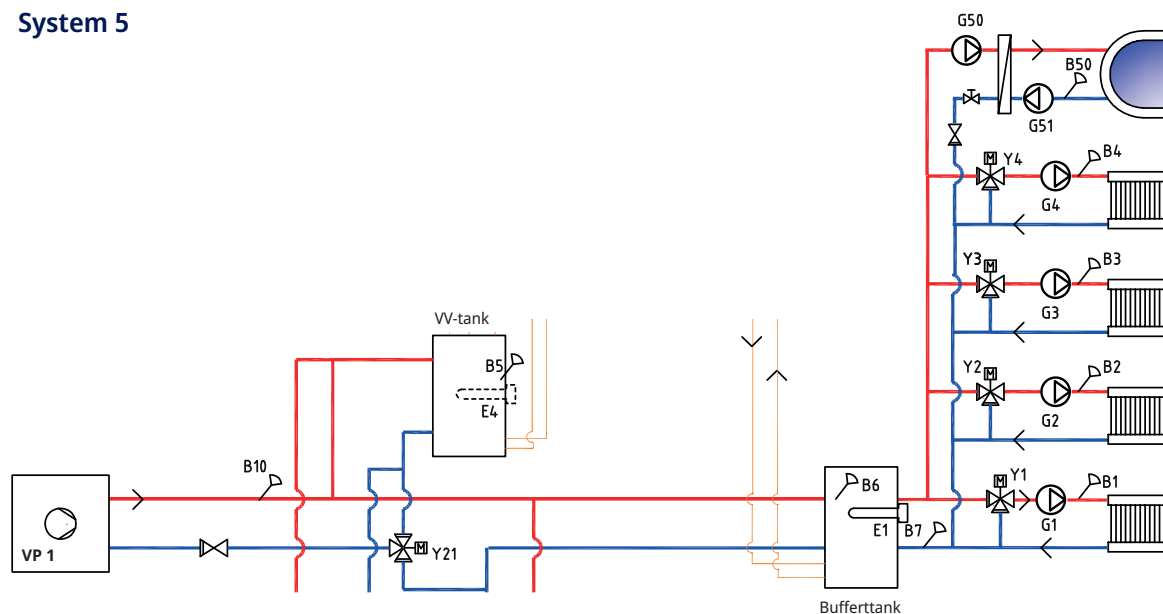 System 5
G50
B50
G51
B4
Y4
M
G4
B3
Y3
M
G3
VV-tank
B5
E4
B2
Y2
M
G2
B10
B6
Y1
M
B1
E1
B7
G1
VP 1
M
Y21
Bufferttank